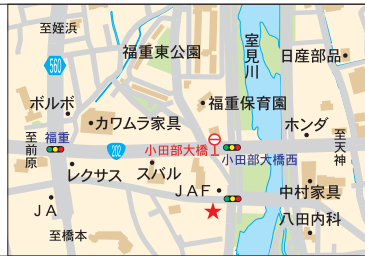 至姪浜
福重東公園
室見川
日産部品
560
ボルボ
福重保育園
カワムラ家具
ホンダ
至前原
福重
202
小田部大橋
小田部大橋西
至天神
レクサス
スバル
JAF
中村家具
JA
八田内科
至橋本